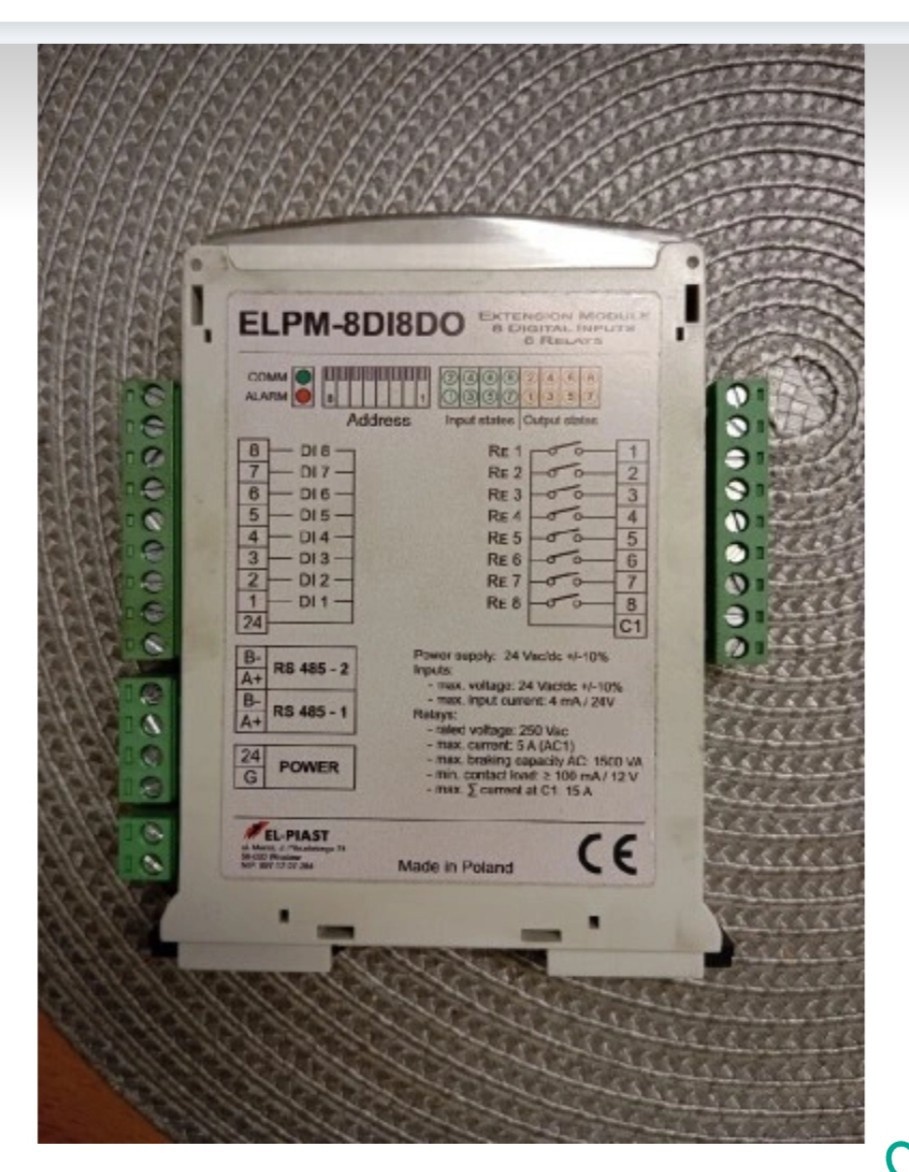 ELPM-8DI8DO
EXTENSION MODULE
8 DIGITAL INPUTS
RELAYS
COMM
ALARM
8 1
Address
2 4 6 8
1 3 5 7
Input states
2 4 6 8
1 3 5 7
Output states
8 DI 8
7 DI 7
6 DI 6
5 DI 5
4 DI 4
3 DI 3
2 DI 2
1 DI 1
24
RE 1 1
RE 2 2
RE 3 3
RE 4 4
RE 5 5
RE 6 6
RE 7 7
RE 8 8
C1
B-
A+
RS 485 - 2
B-
A+
RS 485 - 1
24
G
POWER
Power supply: 24 Vac/dc +/-10%
Inputs:
- max. voltage: 24 Vac/dc +/-10%
- max. input current: 4 mA / 24V
Relays:
- rated voltage: 250 Vac
- max. current: 5 A (AC1)
- max. braking capacity AC: 1500 VA
- min. contact load: ≥ 100 mA / 12 V
- max. ∑ current at C1: 15 A
EL-PIAST
Made in Poland
CE